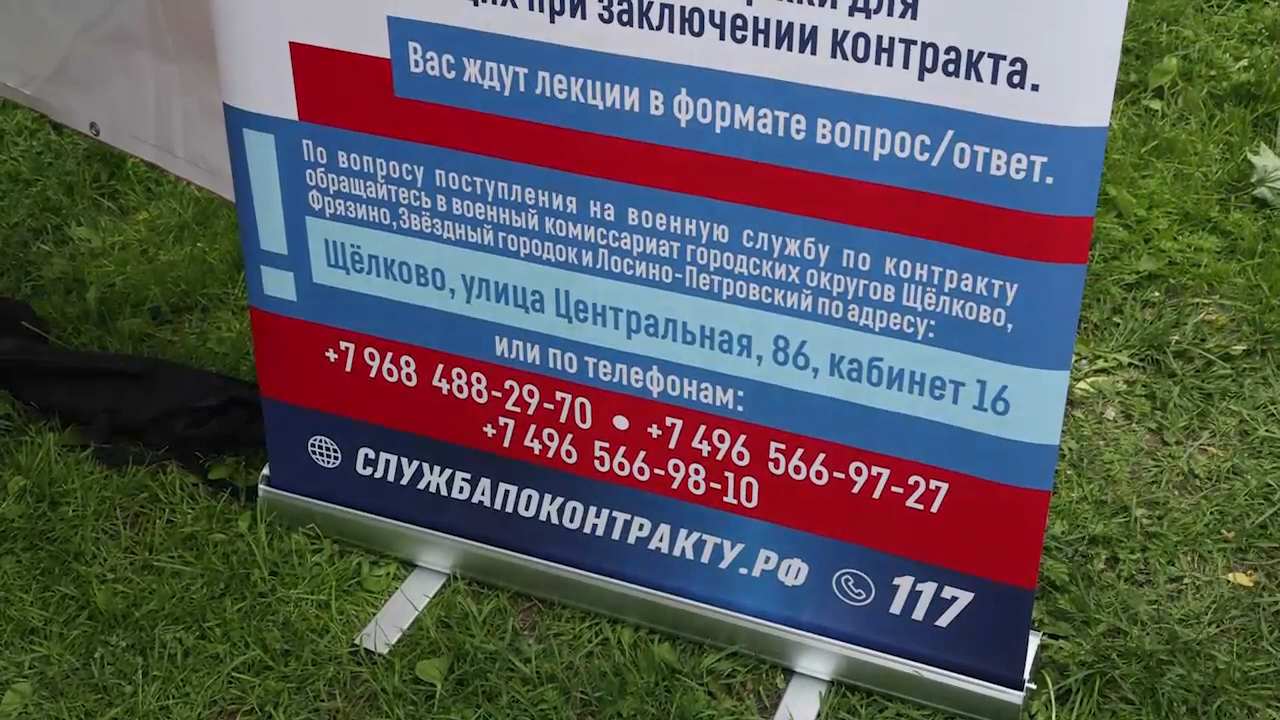 для
при заключении контракта.
Вас ждут лекции в формате вопрос/ответ.
По вопросу поступления на военную службу по контракту
обращайтесь в военный комиссариат городских округов Щёлково,
Фрязино, Звёздный городок и Лосино-Петровский по адресу:
Щёлково, улица Центральная, 86, кабинет 16
или по телефонам:
+7 968 488-29-70 • +7 496 566-97-27
+7 496 566-98-10
СЛУЖБАПОКОНТРАКТУ.РФ 117